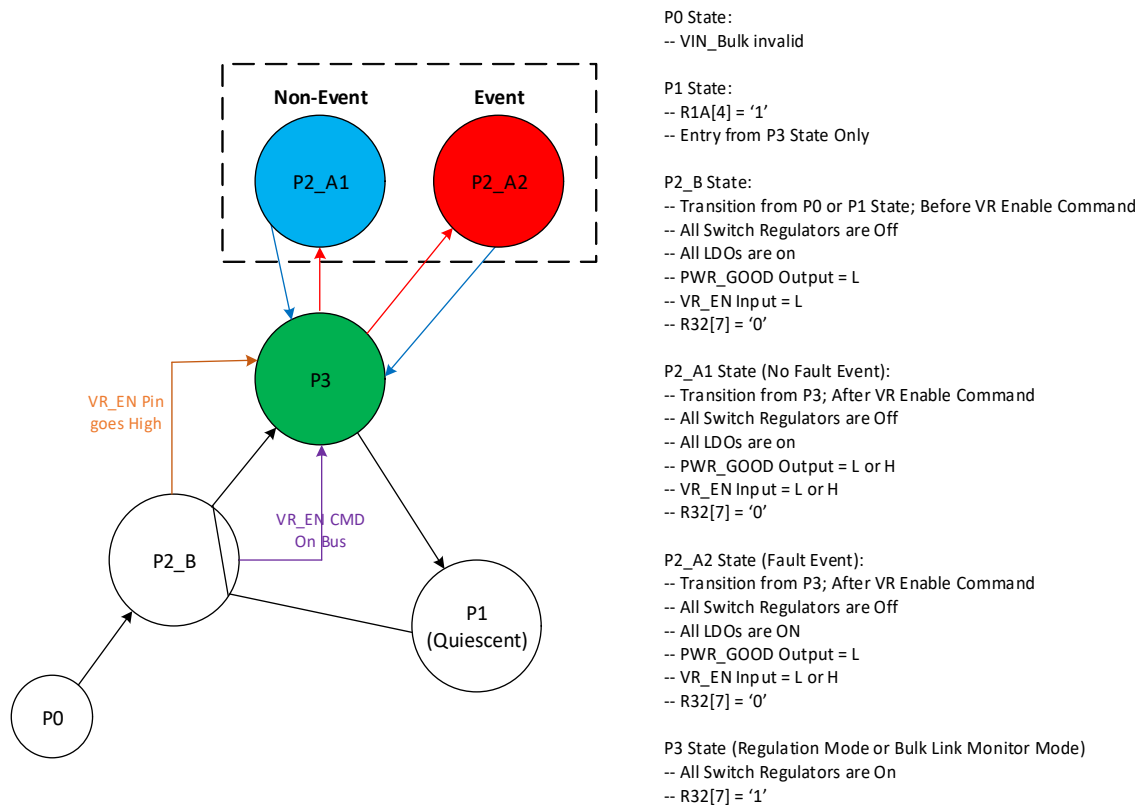 Non-Event
Event
P2_A1
P2_A2
P3
VR_EN Pin
goes High
VR_EN CMD
On Bus
P2_B
P1
(Quiescent)
P0
P0 State:
-- VIN_Bulk invalid
P1 State:
-- R1A[4] = ‘1’
-- Entry from P3 State Only
P2_B State:
-- Transition from P0 or P1 State; Before VR Enable Command
-- All Switch Regulators are Off
-- All LDOs are on
-- PWR_GOOD Output = L
-- VR_EN Input = L
-- R32[7] = ‘0’
P2_A1 State (No Fault Event):
-- Transition from P3; After VR Enable Command
-- All Switch Regulators are Off
-- All LDOs are on
-- PWR_GOOD Output = L or H
-- VR_EN Input = L or H
-- R32[7] = ‘0’
P2_A2 State (Fault Event):
-- Transition from P3; After VR Enable Command
-- All Switch Regulators are Off
-- All LDOs are ON
-- PWR_GOOD Output = L
-- VR_EN Input = L or H
-- R32[7] = ‘0’
P3 State (Regulation Mode or Bulk Link Monitor Mode)
-- All Switch Regulators are On
-- R32[7] = ‘1’